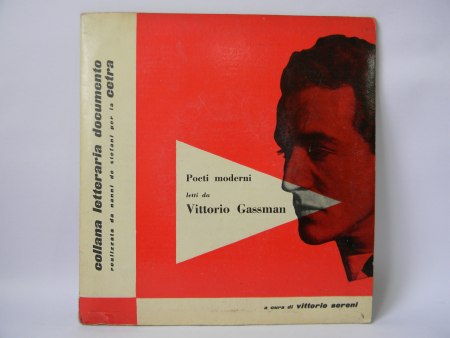 collana letteraria documento
realizzata da nanni de stefani per la cetra
Poeti moderni
letti da
Vittorio Gassman
a cura di vittorio sereni